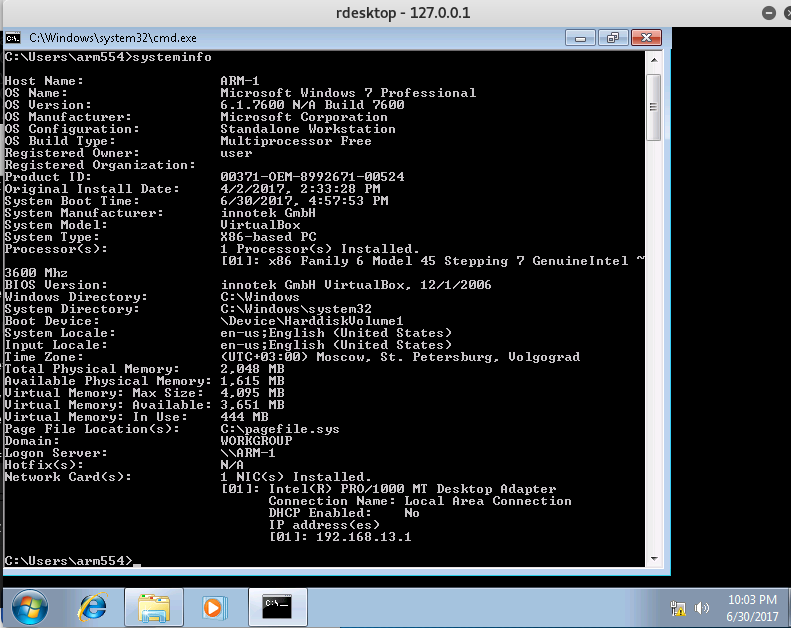 rdesktop - 127.0.0.1
C:\Windows\system32\cmd.exe
C:\Users\arm554>systeminfo
Host Name: ARM-1
OS Name: Microsoft Windows 7 Professional
OS Version: 6.1.7600 N/A Build 7600
OS Manufacturer: Microsoft Corporation
OS Configuration: Standalone Workstation
OS Build Type: Multiprocessor Free
Registered Owner: user
Registered Organization:
Product ID: 00371-OEM-8992671-00524
Original Install Date: 4/2/2017, 2:33:28 PM
System Boot Time: 6/30/2017, 4:57:53 PM
System Manufacturer: innotek GmbH
System Model: VirtualBox
System Type: X86-based PC
Processor(s): 1 Processor(s) Installed.
[01]: x86 Family 6 Model 45 Stepping 7 GenuineIntel ~
3600 Mhz
BIOS Version: innotek GmbH VirtualBox, 12/1/2006
Windows Directory: C:\Windows
System Directory: C:\Windows\system32
Boot Device: \Device\HarddiskVolume1
System Locale: en-us;English (United States)
Input Locale: en-us;English (United States)
Time Zone: (UTC+03:00) Moscow, St. Petersburg, Volgograd
Total Physical Memory: 2,048 MB
Available Physical Memory: 1,615 MB
Virtual Memory: Max Size: 4,095 MB
Virtual Memory: Available: 3,651 MB
Virtual Memory: In Use: 444 MB
Page File Location(s): C:\pagefile.sys
Domain: WORKGROUP
Logon Server: \\ARM-1
Hotfix(s): N/A
Network Card(s): 1 NIC(s) Installed.
[01]: Intel(R) PRO/1000 MT Desktop Adapter
Connection Name: Local Area Connection
DHCP Enabled: No
IP address(es)
[01]: 192.168.13.1
C:\Users\arm554>_
10:03 PM
6/30/2017